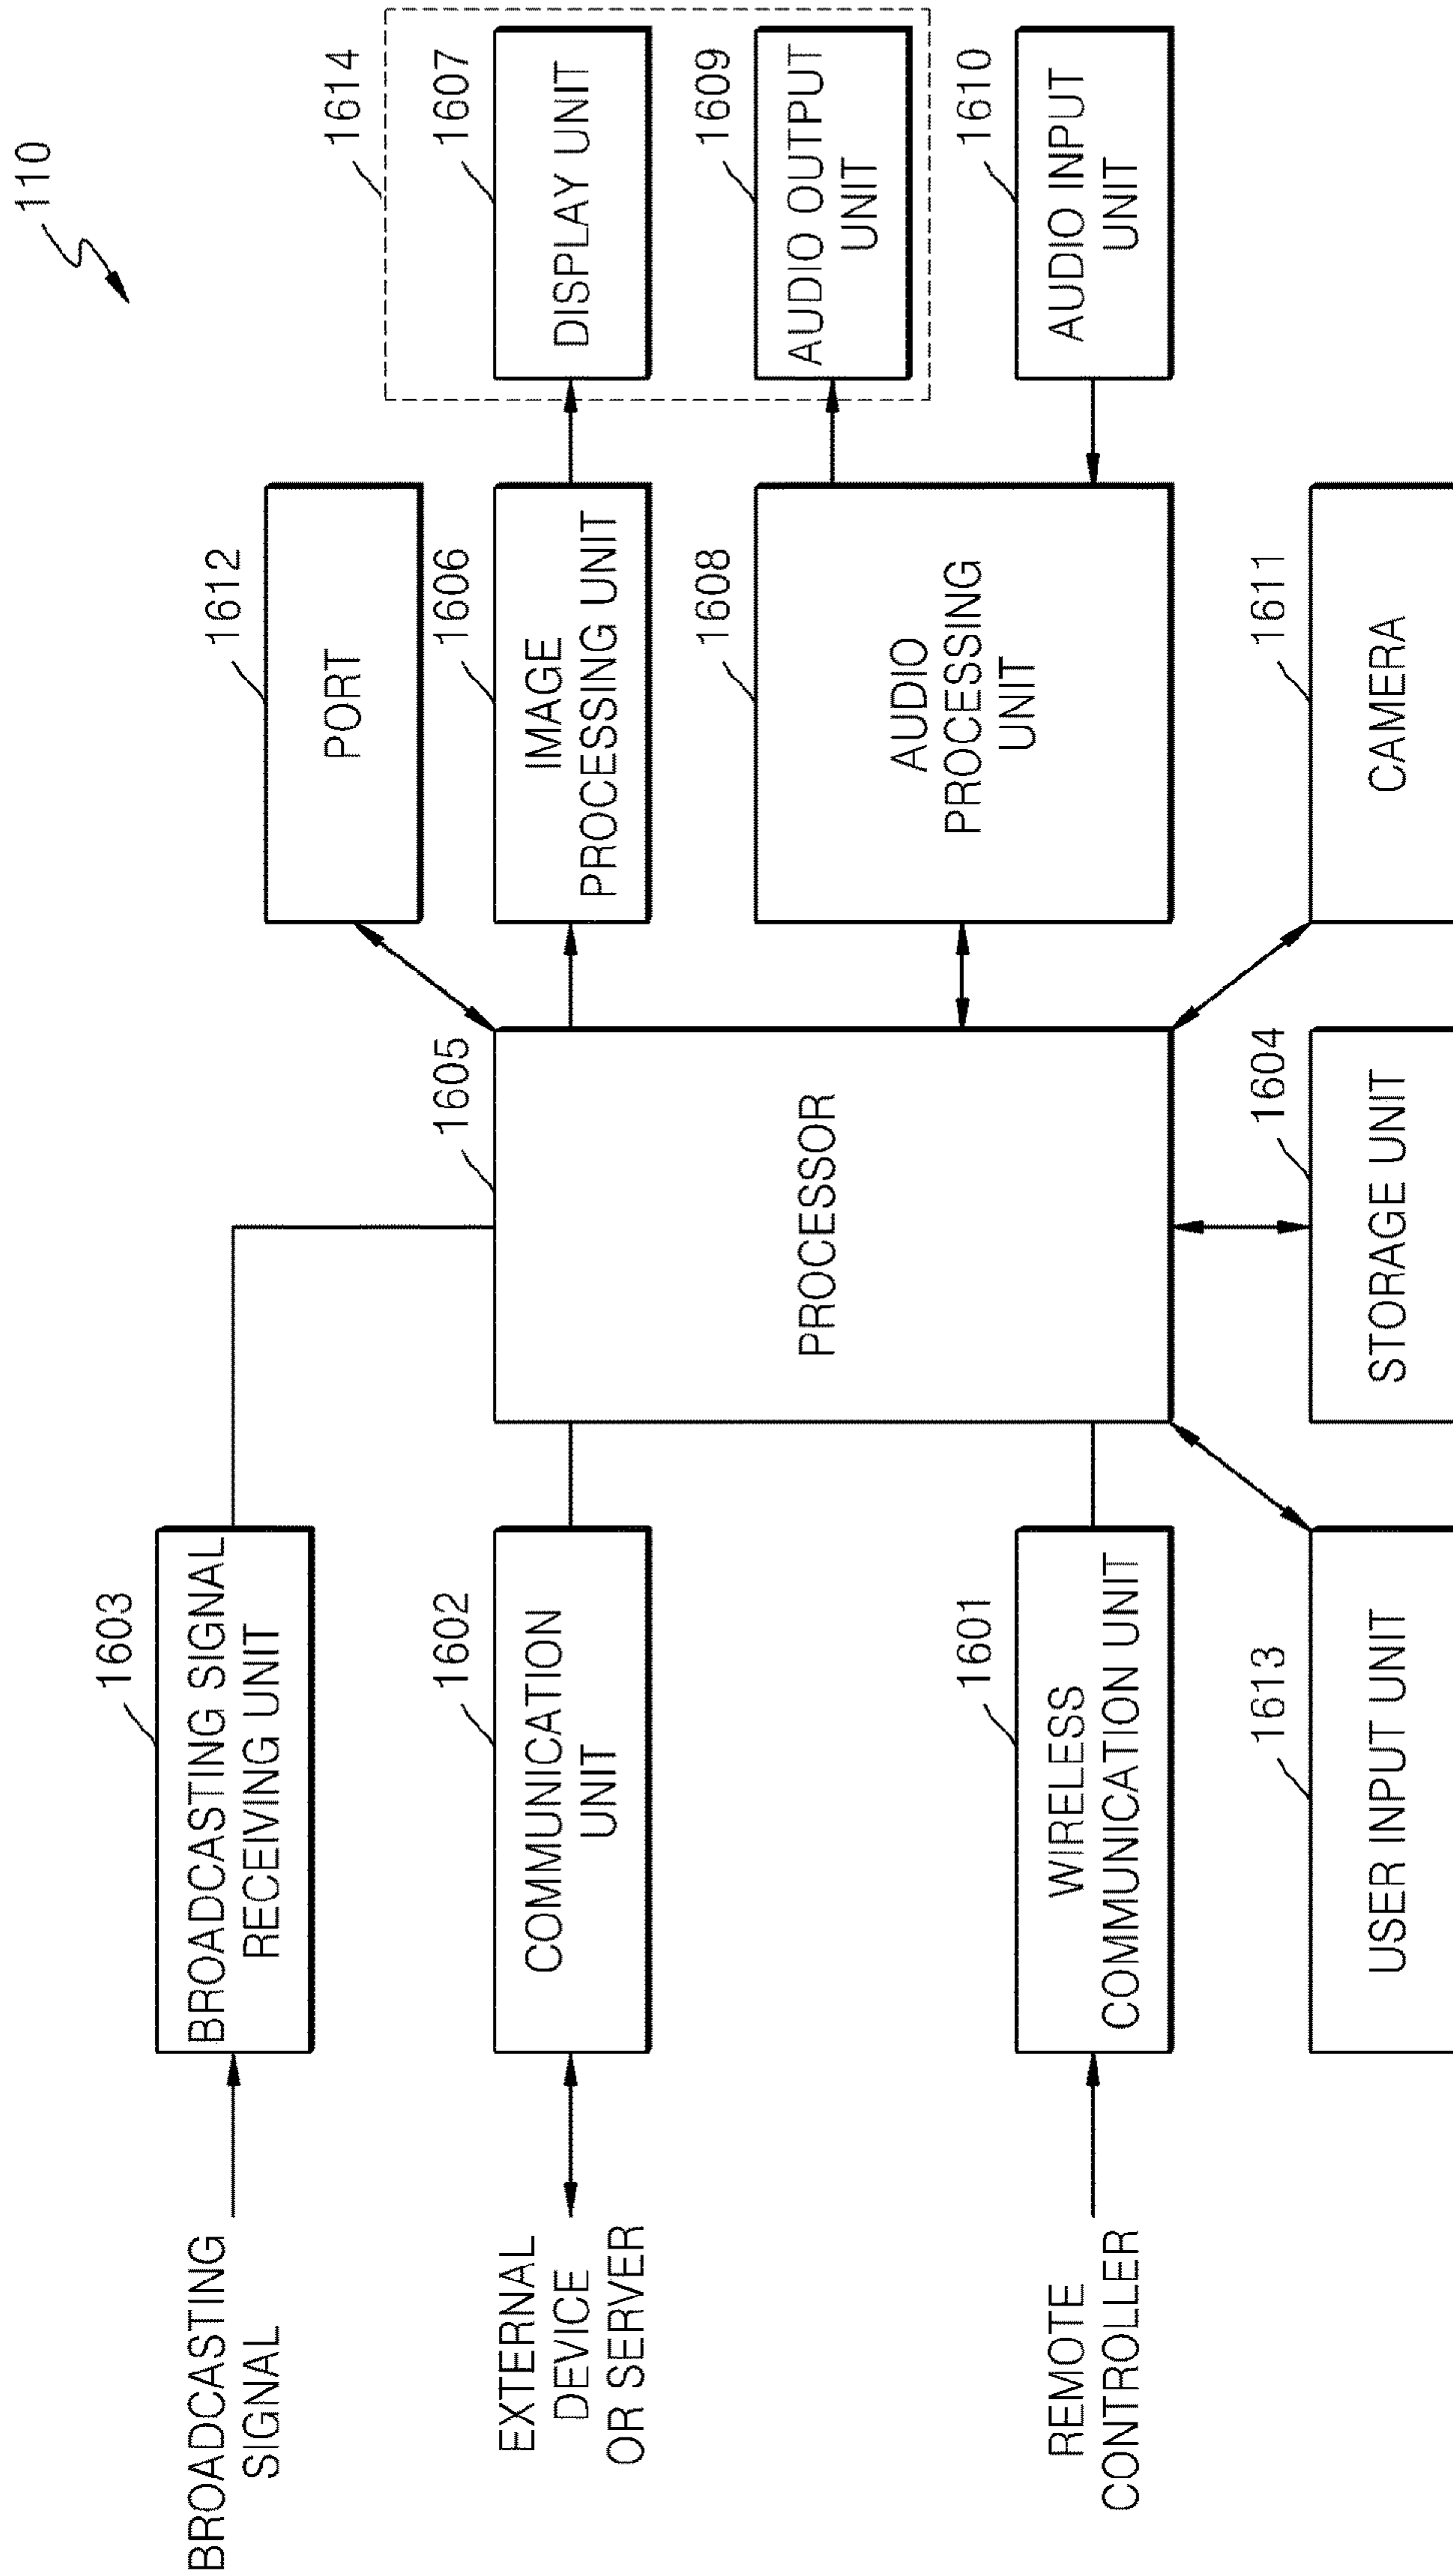 110
1603
BROADCASTING SIGNAL
RECEIVING UNIT
BROADCASTING
SIGNAL
1612
PORT
1614
1602
COMMUNICATION
UNIT
EXTERNAL
DEVICE
OR SERVER
1605
PROCESSOR
1606
IMAGE
PROCESSING UNIT
1607
DISPLAY UNIT
1608
AUDIO
PROCESSING
UNIT
1609
AUDIO OUTPUT
UNIT
1601
WIRELESS
COMMUNICATION UNIT
REMOTE
CONTROLLER
1610
AUDIO INPUT
UNIT
1613
USER INPUT UNIT
1604
STORAGE UNIT
1611
CAMERA